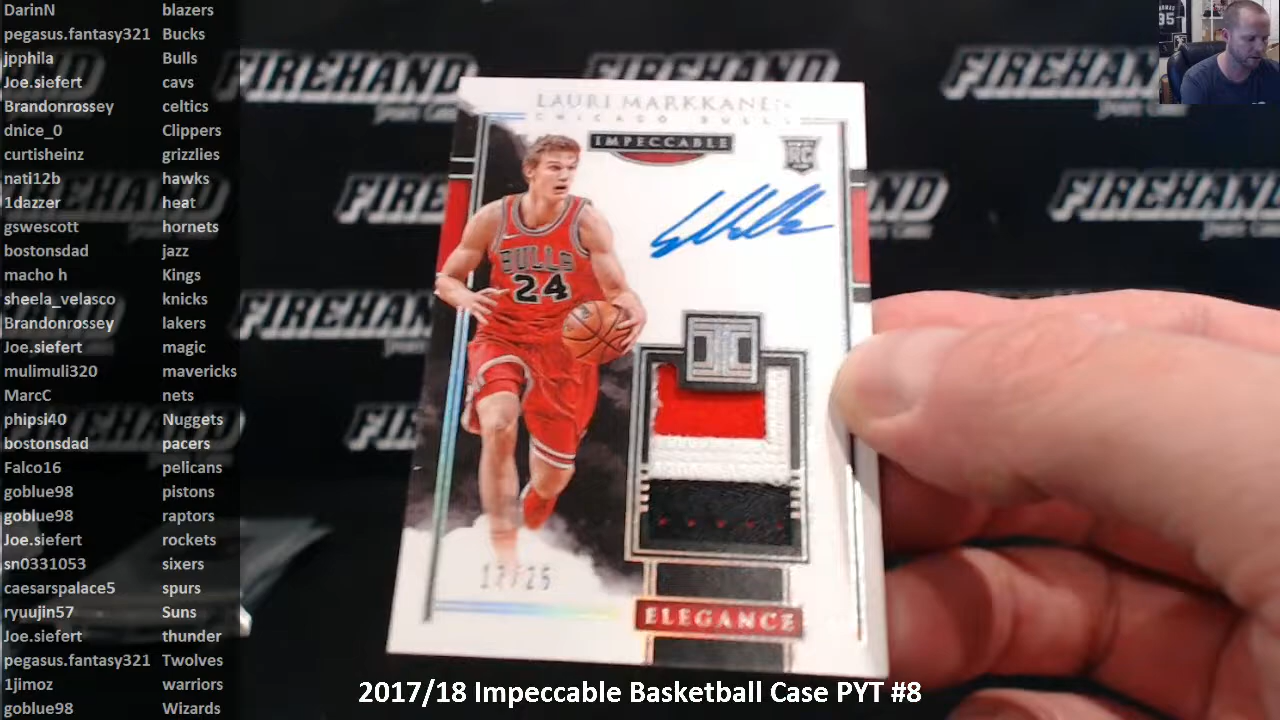 DarinN blazers
pegasus.fantasy321 Bucks
jpphila Bulls
Joe.siefert cavs
Brandonrossey celtics
dnice_0 Clippers
curtisheinz grizzlies
nati12b hawks
1dazzer heat
gswescott hornets
bostonsdad jazz
macho h Kings
sheela_velasco knicks
Brandonrossey lakers
Joe.siefert magic
mulimuli320 mavericks
MarcC nets
phipsi40 Nuggets
bostonsdad pacers
Falco16 pelicans
goblue98 pistons
goblue98 raptors
Joe.siefert rockets
sn0331053 sixers
caesarspalace5 spurs
ryuujin57 Suns
Joe.siefert thunder
pegasus.fantasy321 Twolves
1jimoz warriors
goblue98 Wizards
FIREHAND
FIREHAND
FIREHAND
LAURI MARKKANEN
CHICAGO BULLS
IMPECCABLE
RC
BULLS
24
ELEGANCE
95
2017/18 Impeccable Basketball Case PYT #8